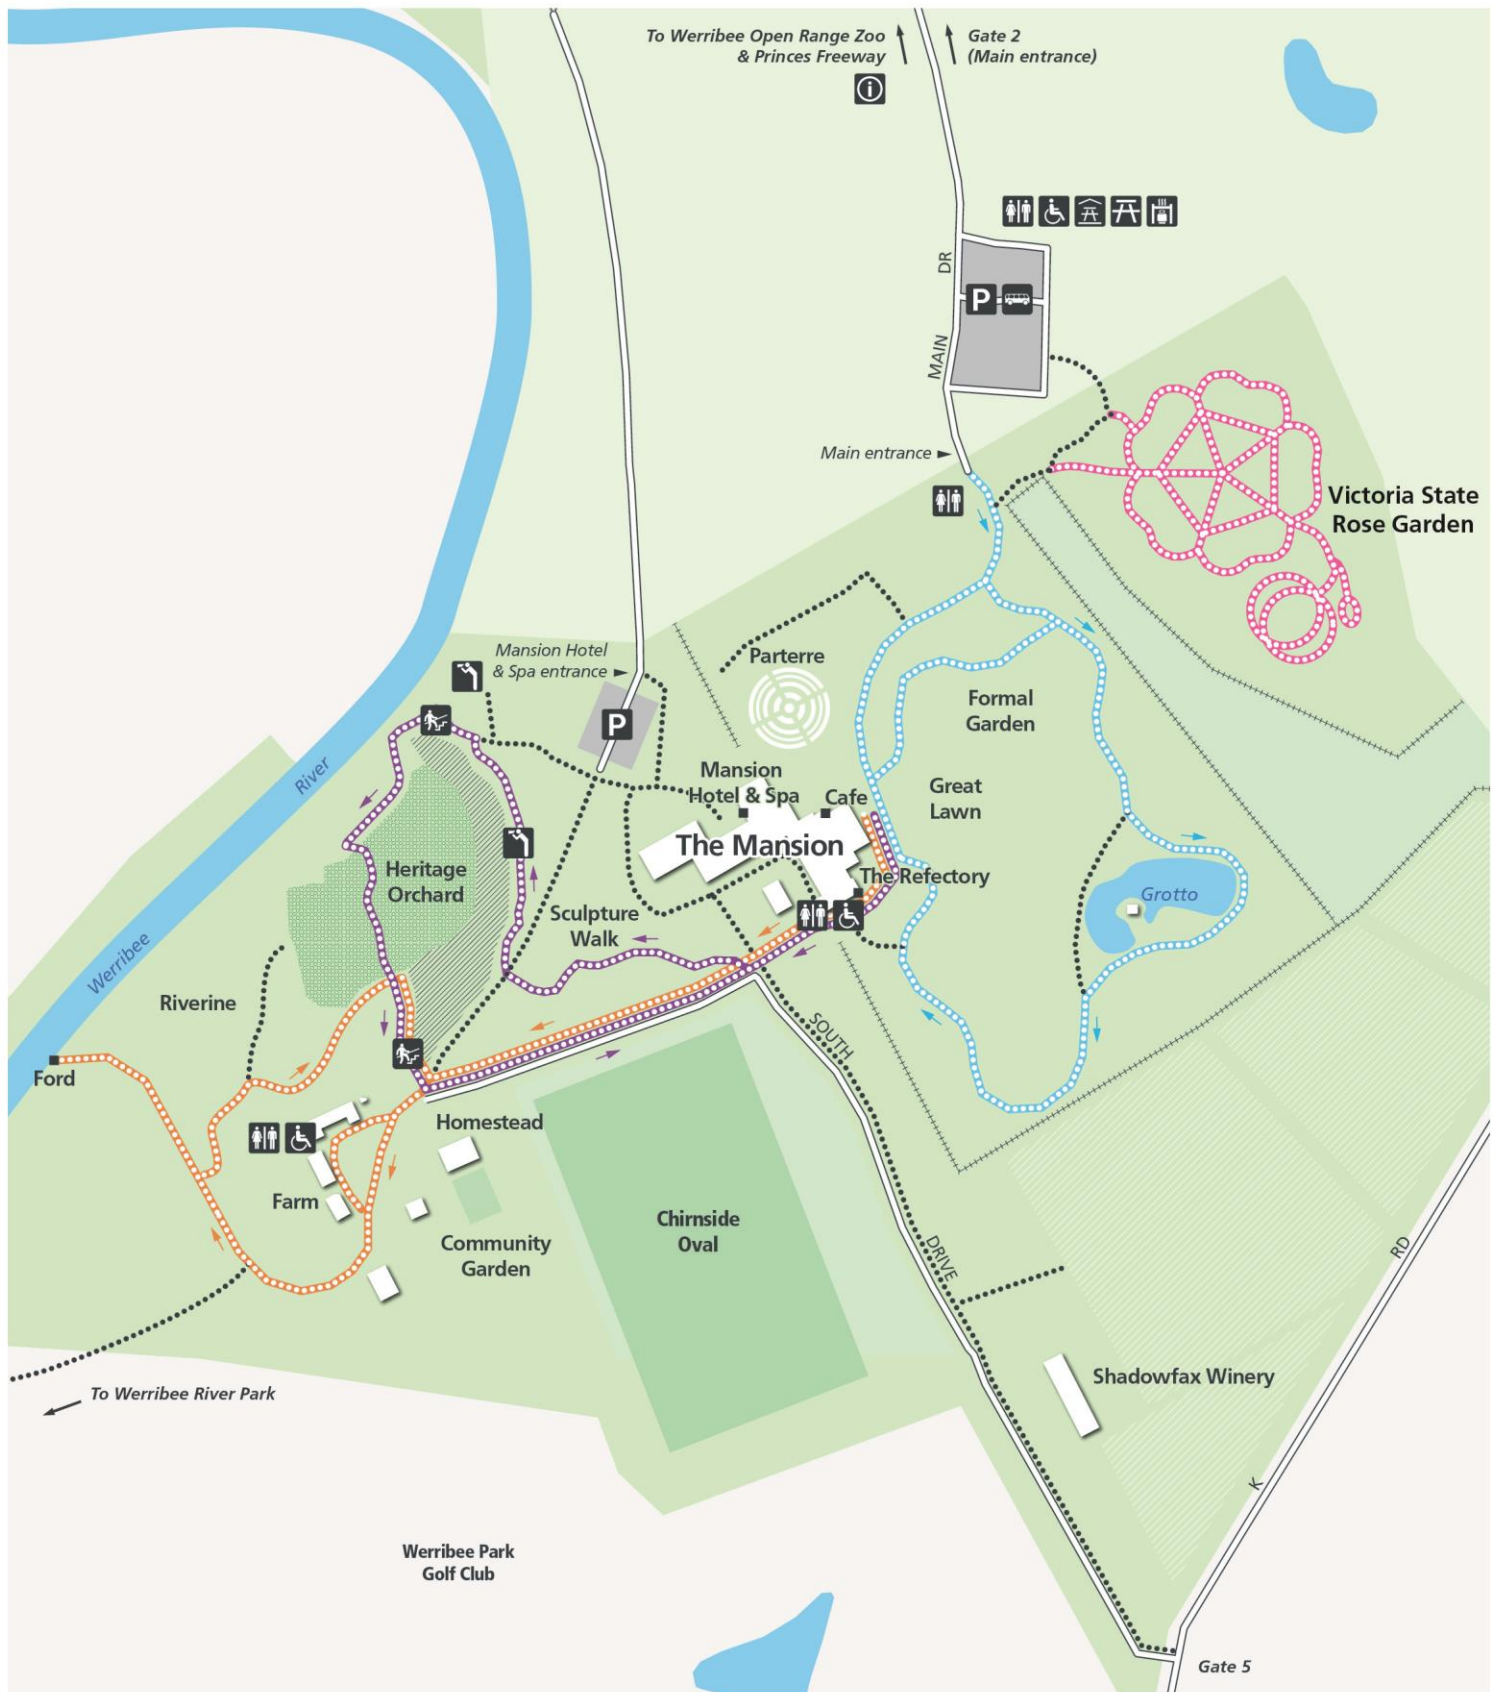 To Werribee Open Range Zoo
& Princes Freeway
Gate 2
(Main entrance)
MAIN DR
P
Main entrance
Victoria State
Rose Garden
Mansion Hotel
& Spa entrance
P
Parterre
Formal
Garden
Mansion
Hotel & Spa
Cafe
Great
Lawn
The Mansion
The Refectory
Grotto
Heritage
Orchard
Sculpture
Walk
Werribee River
Riverine
Ford
SOUTH DRIVE
Homestead
Farm
Community
Garden
Chirnside
Oval
To Werribee River Park
Shadowfax Winery
K RD
Werribee Park
Golf Club
Gate 5